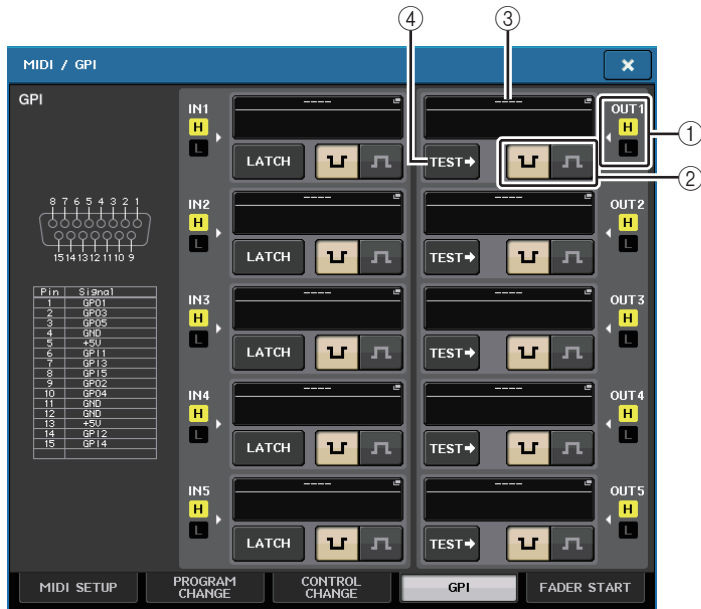 ④ ③
MIDI / GPI ×
GPI
IN1 ---- ---- OUT1
H H ①
L L
LATCH TEST→ ②
8 7 6 5 4 3 2 1
15 14 13 12 11 10 9
IN2 ---- ---- OUT2
H H
L L
LATCH TEST→
Pin Signal
1 GPO1
2 GPO3
3 GPO5
4 GND
5 +5V
6 GPI1
7 GPI3
8 GPI5
9 GPO2
10 GPO4
11 GND
12 GND
13 +5V
14 GPI2
15 GPI4
IN3 ---- ---- OUT3
H H
L L
LATCH TEST→
IN4 ---- ---- OUT4
H H
L L
LATCH TEST→
IN5 ---- ---- OUT5
H H
L L
LATCH TEST→
MIDI SETUP
PROGRAM
CHANGE
CONTROL
CHANGE
GPI
FADER START